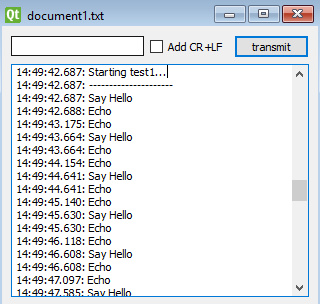 Qt document1.txt
Add CR+LF transmit
14:49:42.687: Starting test1...
14:49:42.687: ---------------------
14:49:42.687: Say Hello
14:49:42.688: Echo
14:49:43.175: Echo
14:49:43.664: Say Hello
14:49:43.664: Echo
14:49:44.154: Echo
14:49:44.641: Say Hello
14:49:44.641: Echo
14:49:45.140: Echo
14:49:45.630: Say Hello
14:49:45.630: Echo
14:49:46.118: Echo
14:49:46.608: Say Hello
14:49:46.608: Echo
14:49:47.097: Echo
14:49:47.585: Say Hello